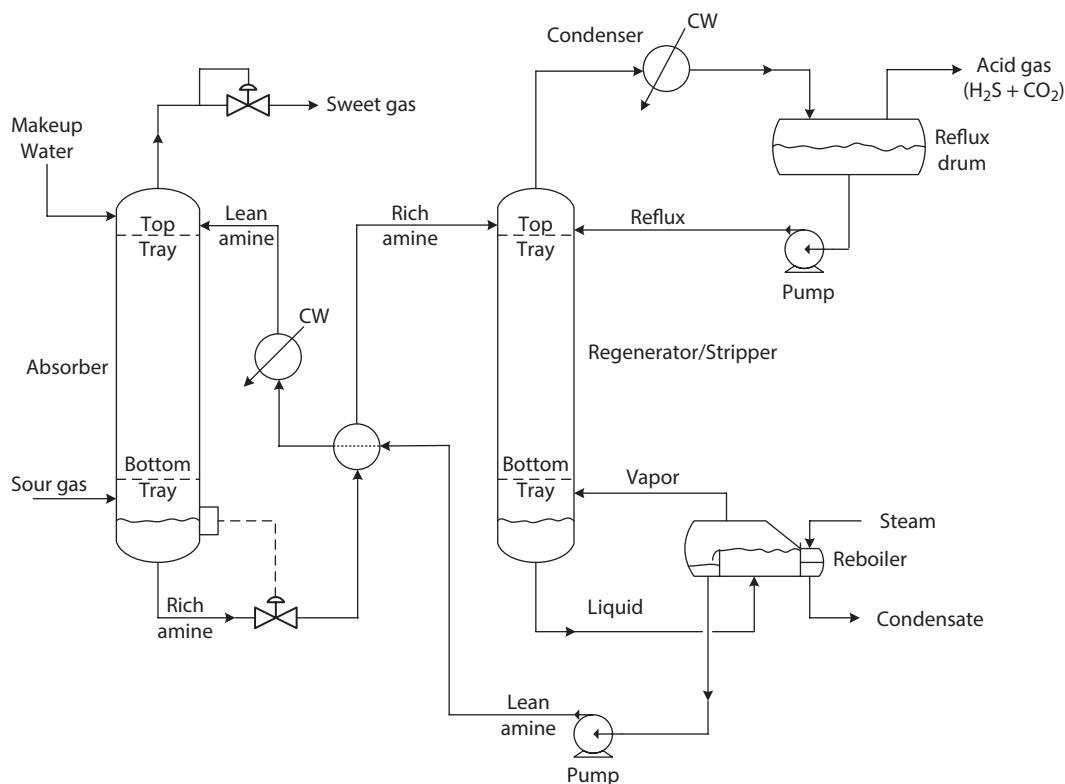 Condenser
CW
Acid gas
(H₂S + CO₂)
Sweet gas
Makeup
Water
Reflux
drum
Lean
amine
Rich
amine
Reflux
Top
Tray
Top
Tray
Pump
CW
Absorber
Regenerator/Stripper
Bottom
Tray
Bottom
Tray
Sour gas
Vapor
Steam
Reboiler
Rich
amine
Liquid
Condensate
Lean
amine
Pump